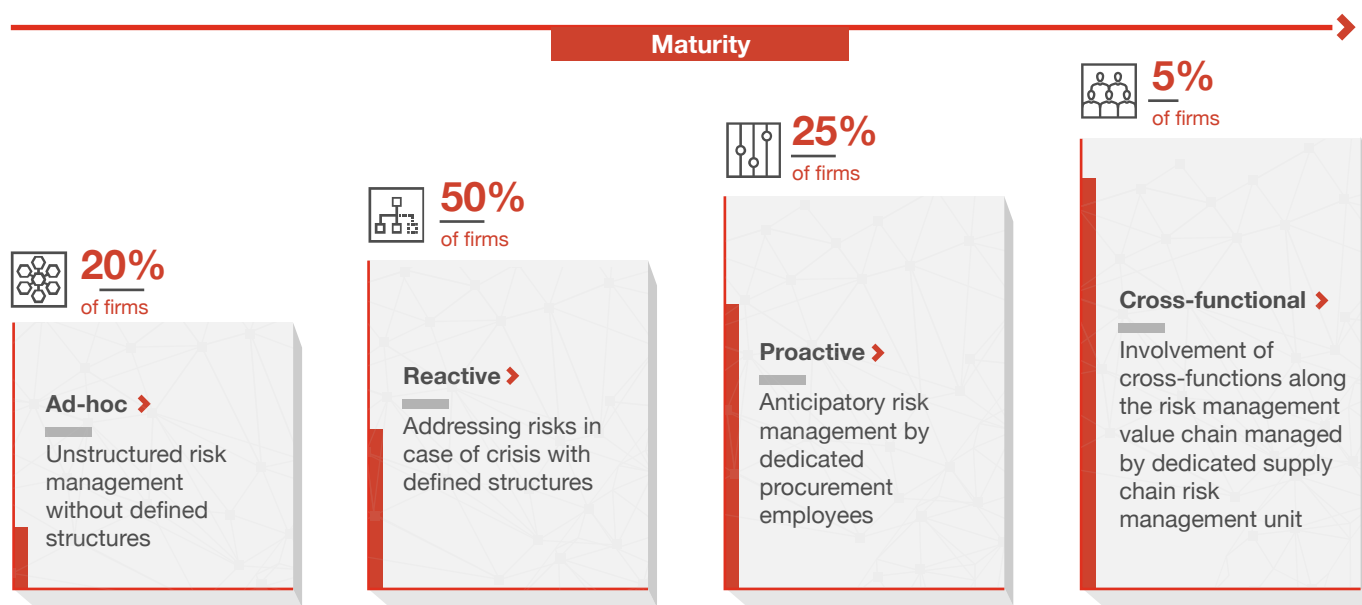 Maturity
20%
of firms
Ad-hoc
Unstructured risk
management
without defined
structures
50%
of firms
Reactive
Addressing risks in
case of crisis with
defined structures
25%
of firms
Proactive
Anticipatory risk
management by
dedicated
procurement
employees
5%
of firms
Cross-functional
Involvement of
cross-functions along
the risk management
value chain managed
by dedicated supply
chain risk
management unit